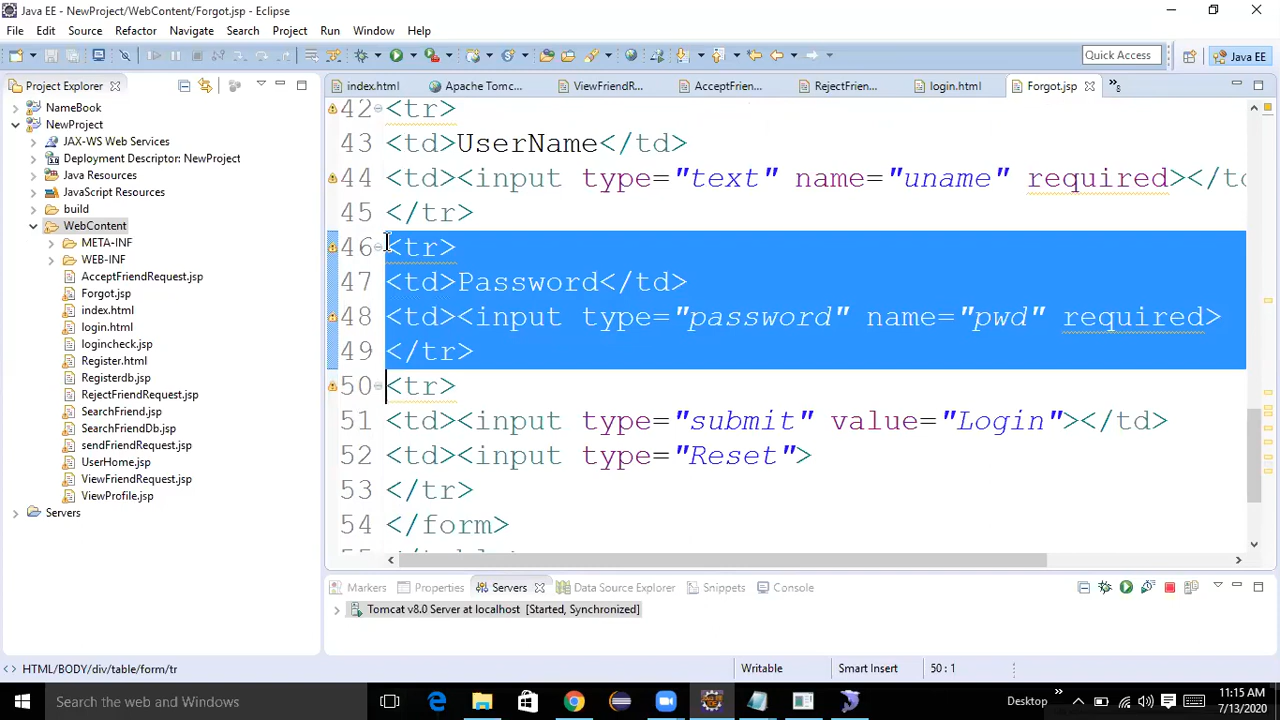 Java EE - NewProject/WebContent/Forgot.jsp - Eclipse
File Edit Source Refactor Navigate Search Project Run Window Help
Quick Access
Java EE
Project Explorer
NameBook
NewProject
JAX-WS Web Services
Deployment Descriptor: NewProject
Java Resources
JavaScript Resources
build
WebContent
META-INF
WEB-INF
AcceptFriendRequest.jsp
Forgot.jsp
index.html
login.html
logincheck.jsp
Register.html
Registerdb.jsp
RejectFriendRequest.jsp
SearchFriend.jsp
SearchFriendDb.jsp
sendFriendRequest.jsp
UserHome.jsp
ViewFriendRequest.jsp
ViewProfile.jsp
Servers
index.html Apache Tomc... ViewFriendR... AcceptFrien... RejectFrien... login.html Forgot.jsp
42 <tr>
43 <td>UserName</td>
44 <td><input type="text" name="uname" required></td
45 </tr>
46 <tr>
47 <td>Password</td>
48 <td><input type="password" name="pwd" required>
49 </tr>
50 <tr>
51 <td><input type="submit" value="Login"></td>
52 <td><input type="Reset">
53 </tr>
54 </form>
Markers Properties Servers Data Source Explorer Snippets Console
Tomcat v8.0 Server at localhost [Started, Synchronized]
HTML/BODY/div/table/form/tr
Writable
Smart Insert
50 : 1
Search the web and Windows
Desktop
11:15 AM
7/13/2020